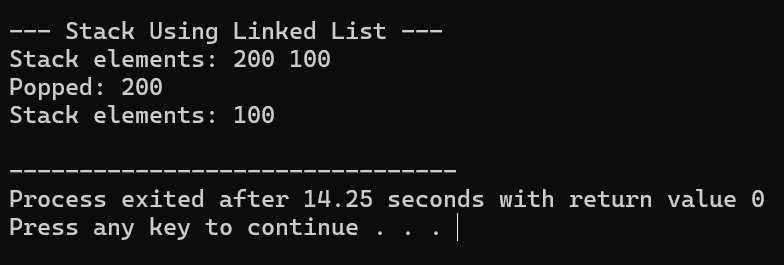 --- Stack Using Linked List ---
Stack elements: 200 100
Popped: 200
Stack elements: 100
--------------------------------
Process exited after 14.25 seconds with return value 0
Press any key to continue . . .